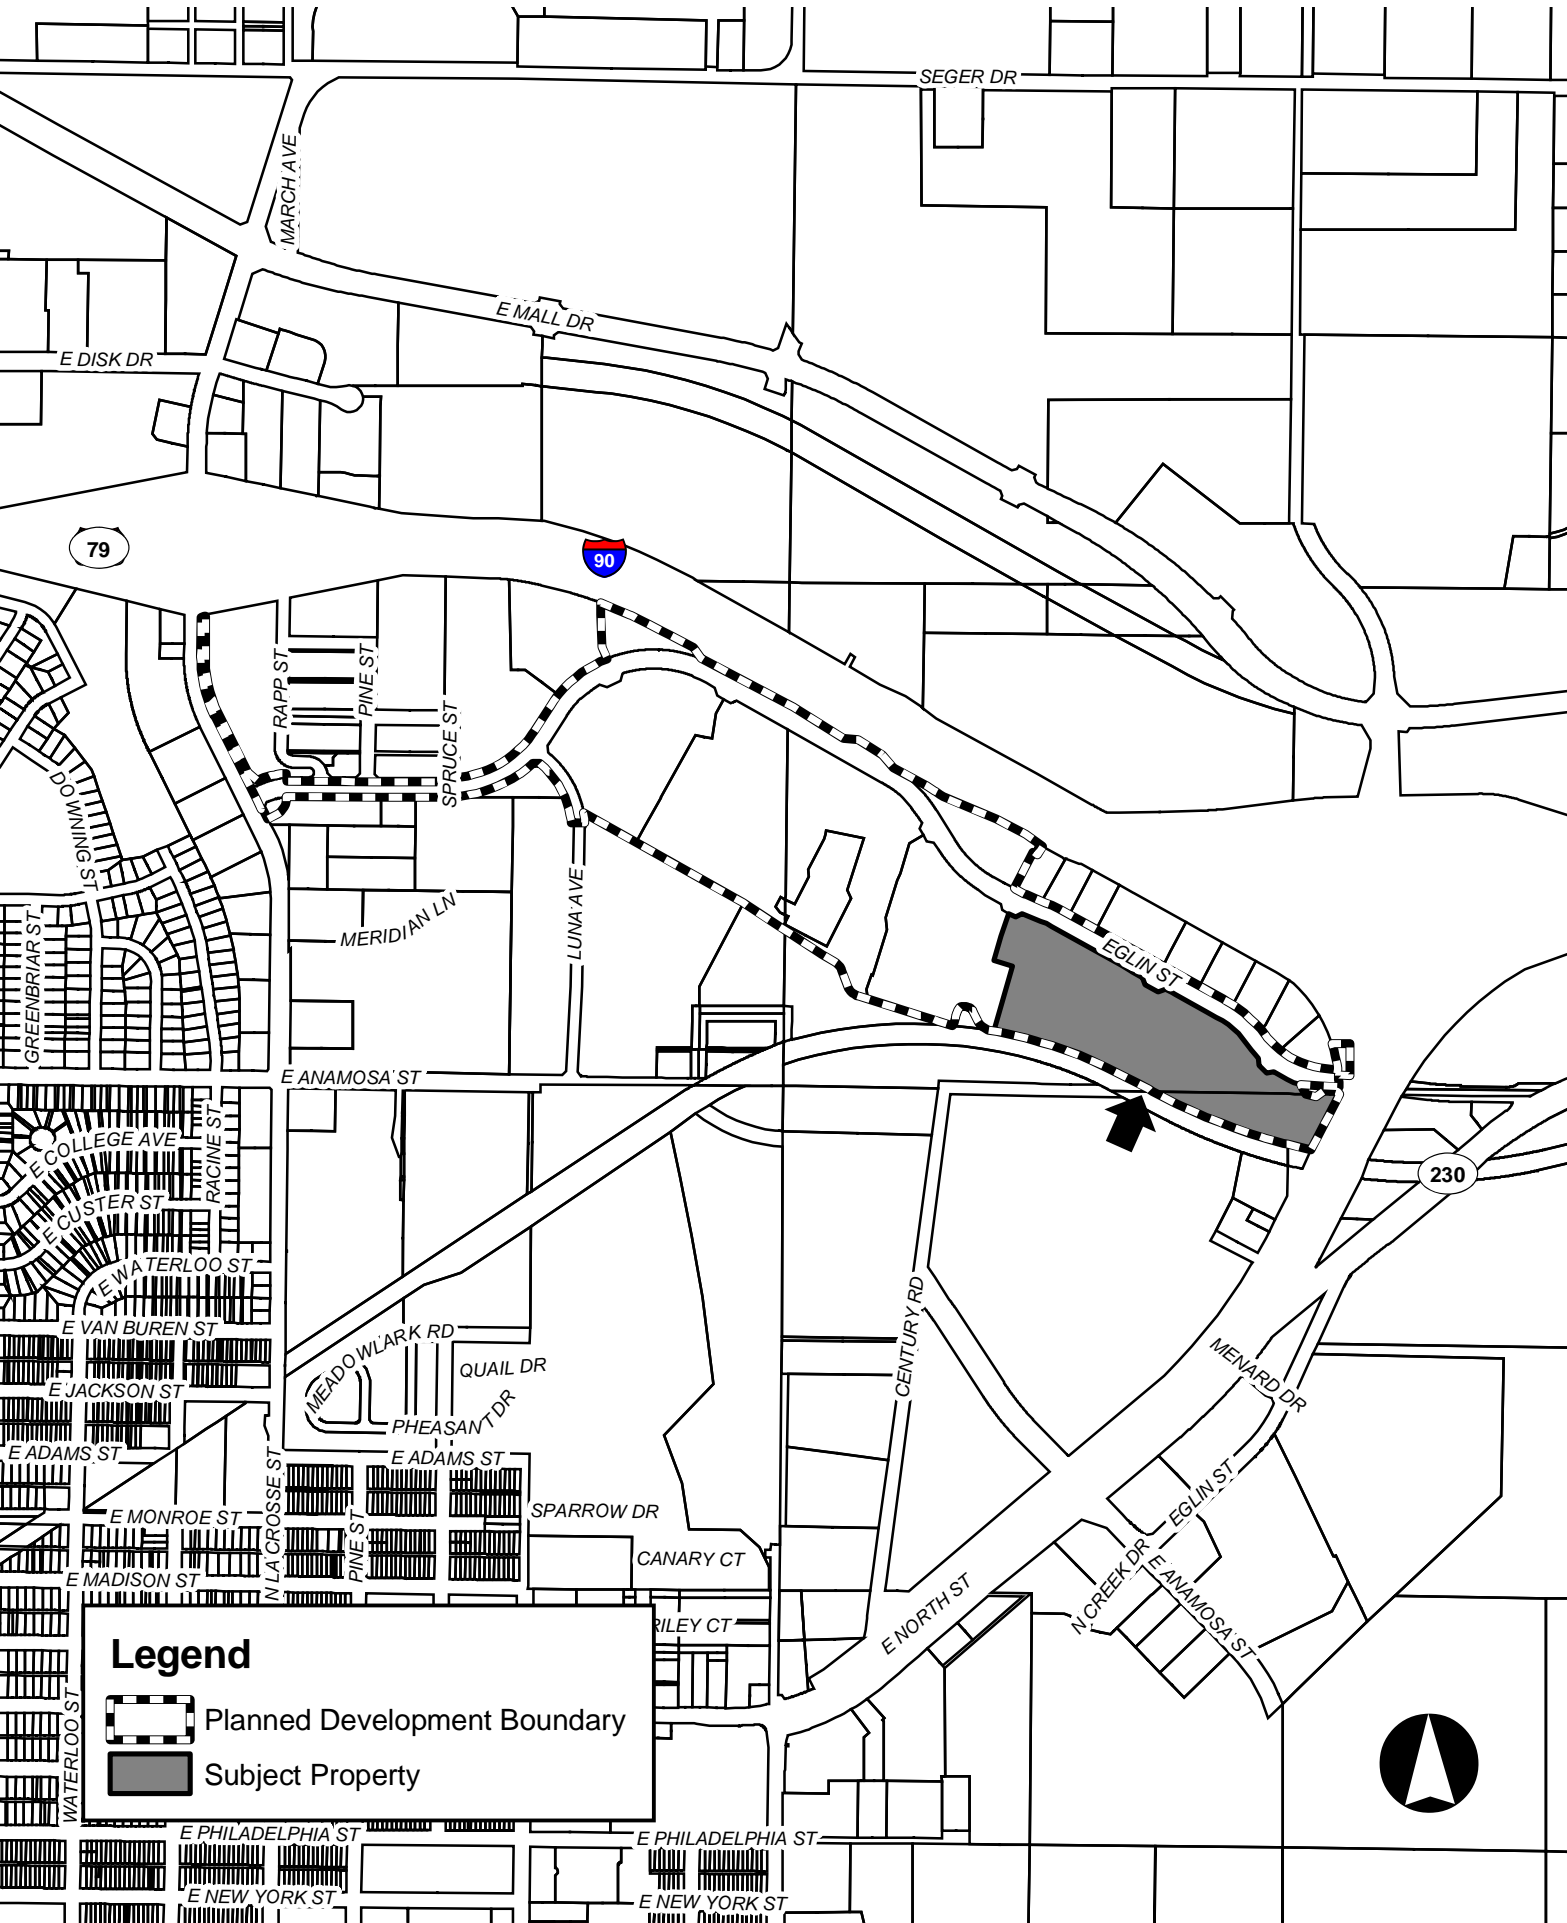 SEGER DR
MARCH AVE
E MALL DR
E DISK DR
79
90
RAPP ST
PINE ST
SPRUCE ST
DOWNING ST
GREENBRIAR ST
MERIDIAN LN
LUNA AVE
EGLIN ST
E ANAMOSA ST
RACINE ST
E COLLEGE AVE
E CUSTER ST
E WATERLOO ST
230
E VAN BUREN ST
MEADOWLARK RD
QUAIL DR
CENTURY RD
MENARD DR
E JACKSON ST
PHEASANT DR
E ADAMS ST
E ADAMS ST
N LA CROSSE ST
E MONROE ST
PINE ST
SPARROW DR
EGLIN ST
CANARY CT
E MADISON ST
N CREEK DR
E ANAMOSA ST
E NORTH ST
RILEY CT
Legend
Planned Development Boundary
Subject Property
WATERLOO ST
E PHILADELPHIA ST
E PHILADELPHIA ST
E NEW YORK ST
E NEW YORK ST